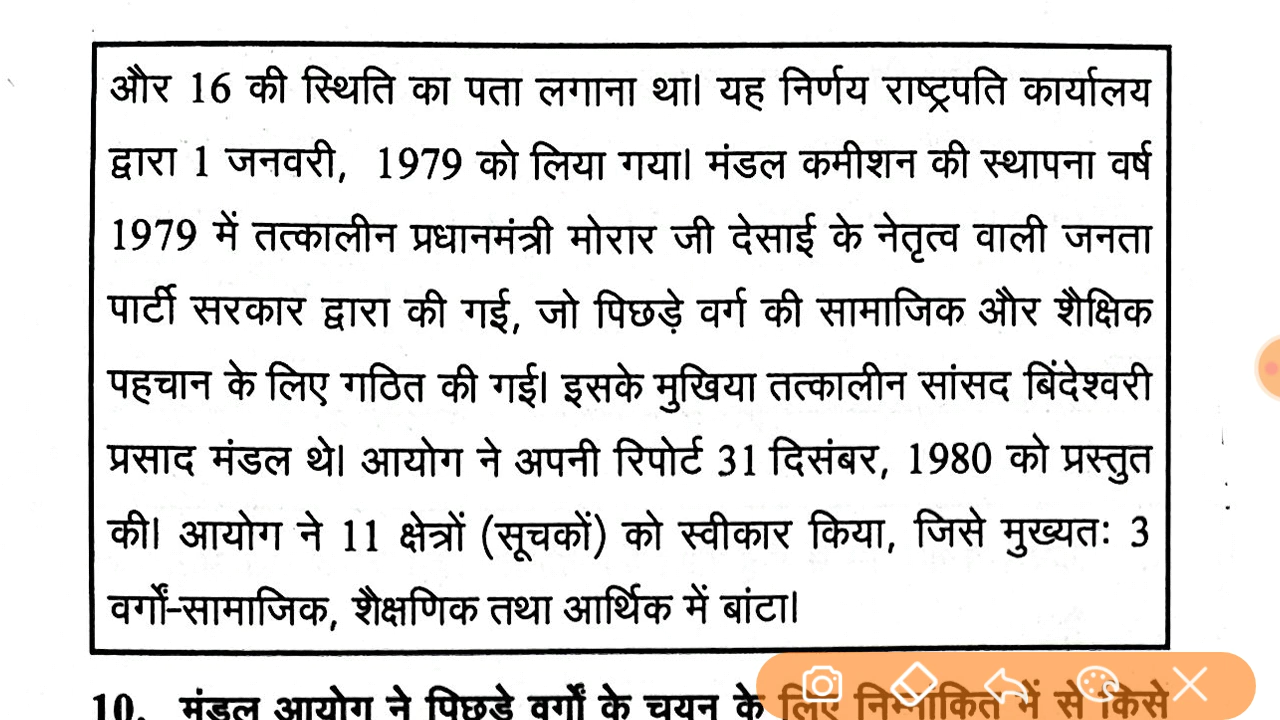 और 16 की स्थिति का पता लगाना था। यह निर्णय राष्ट्रपति कार्यालय
द्वारा 1 जनवरी, 1979 को लिया गया। मंडल कमीशन की स्थापना वर्ष
1979 में तत्कालीन प्रधानमंत्री मोरार जी देसाई के नेतृत्व वाली जनता
पार्टी सरकार द्वारा की गई, जो पिछड़े वर्ग की सामाजिक और शैक्षिक
पहचान के लिए गठित की गई। इसके मुखिया तत्कालीन सांसद बिंदेश्वरी
प्रसाद मंडल थे। आयोग ने अपनी रिपोर्ट 31 दिसंबर, 1980 को प्रस्तुत
की। आयोग ने 11 क्षेत्रों (सूचकों) को स्वीकार किया, जिसे मुख्यतः 3
वर्गों-सामाजिक, शैक्षणिक तथा आर्थिक में बांटा।
10. मंडल आयोग ने पिछड़े वर्गों के चयन के लिए निम्नांकित में से किसे